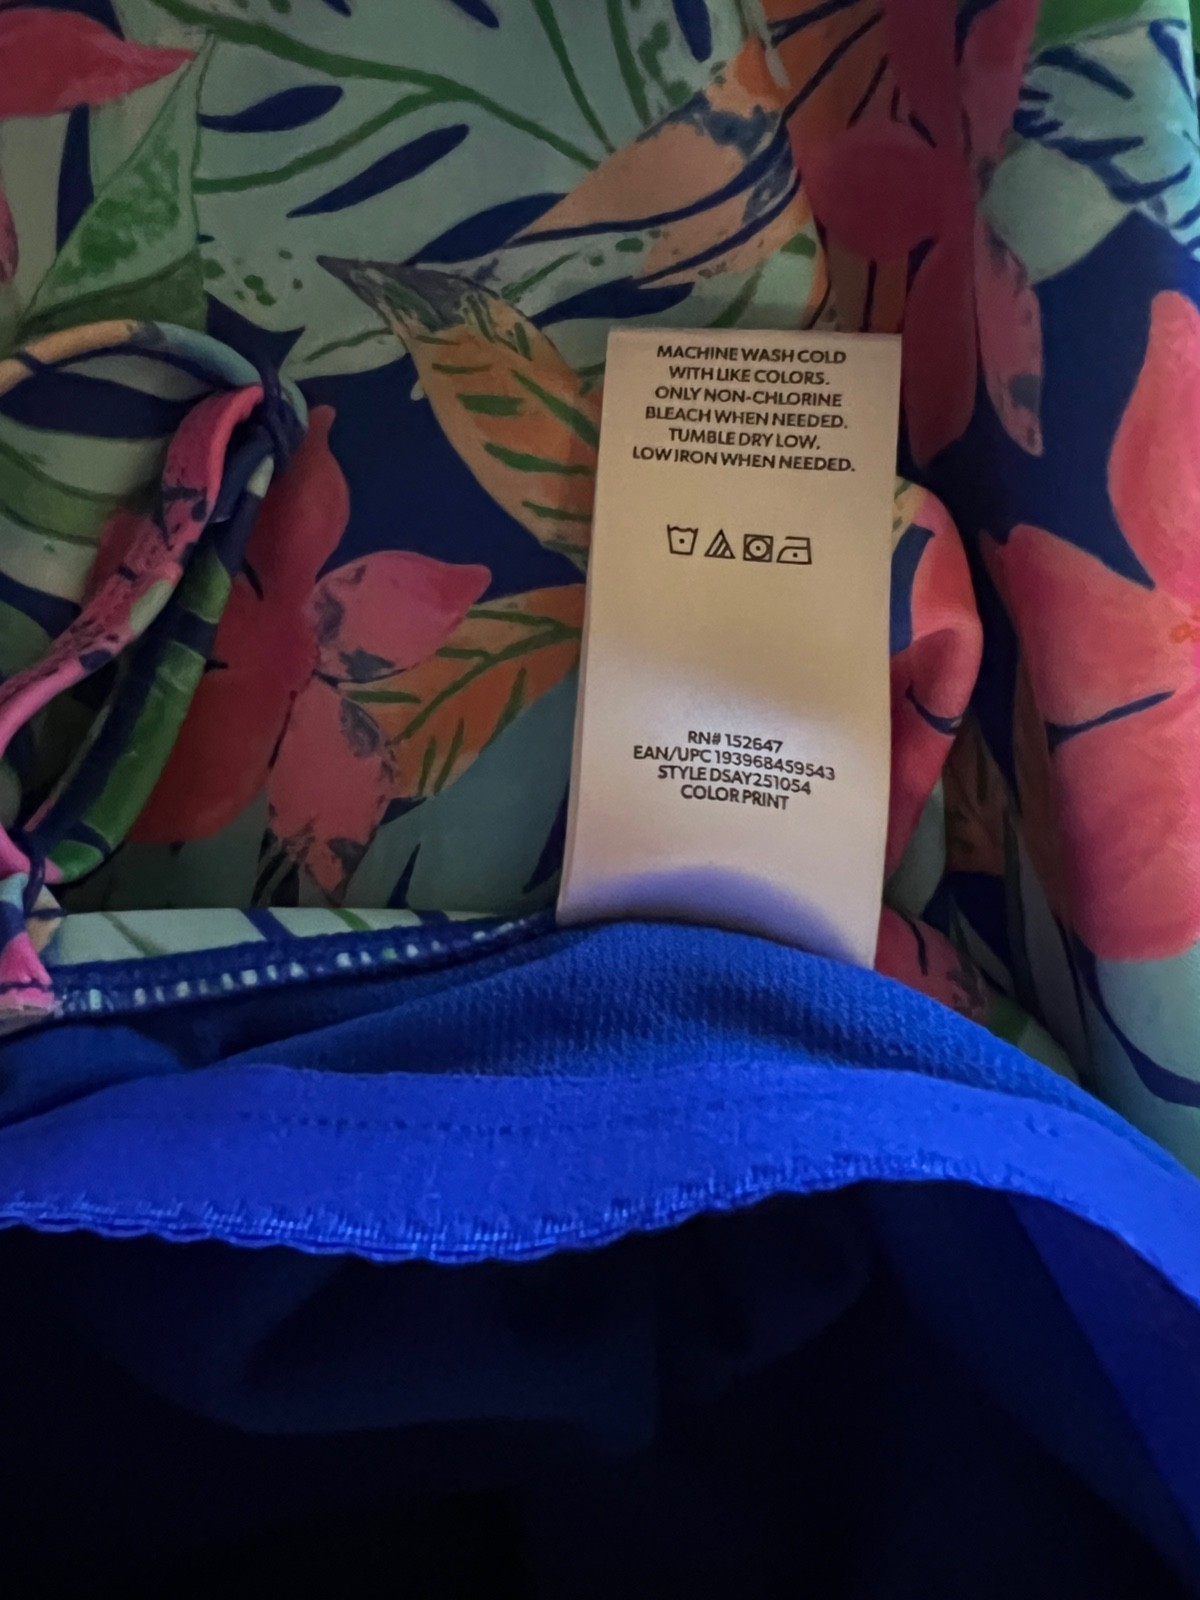 MACHINE WASH COLD
WITH LIKE COLORS.
ONLY NON-CHLORINE
BLEACH WHEN NEEDED.
TUMBLE DRY LOW.
LOW IRON WHEN NEEDED.
RN# 152647
EAN/UPC 193968459543
STYLE DSAY251054
COLOR PRINT